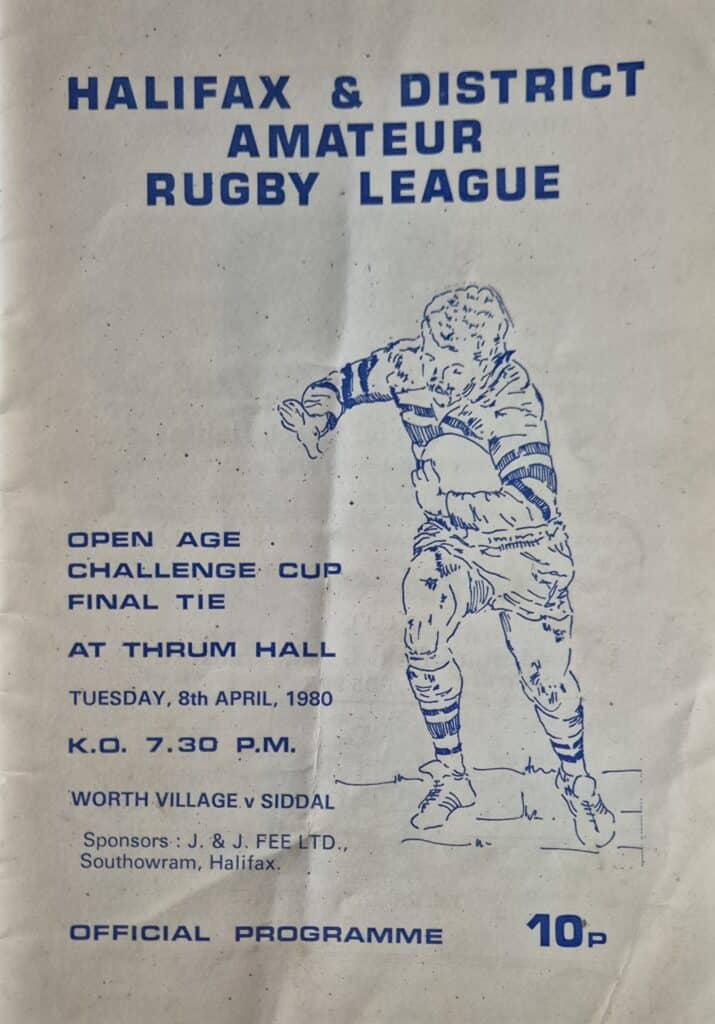 HALIFAX & DISTRICT
AMATEUR
RUGBY LEAGUE
OPEN AGE
CHALLENGE CUP
FINAL TIE
AT THRUM HALL
TUESDAY, 8th APRIL, 1980
K.O. 7.30 P.M.
WORTH VILLAGE v SIDDAL
Sponsors : J. & J. FEE LTD.,
Southowram, Halifax.
OFFICIAL PROGRAMME 10P